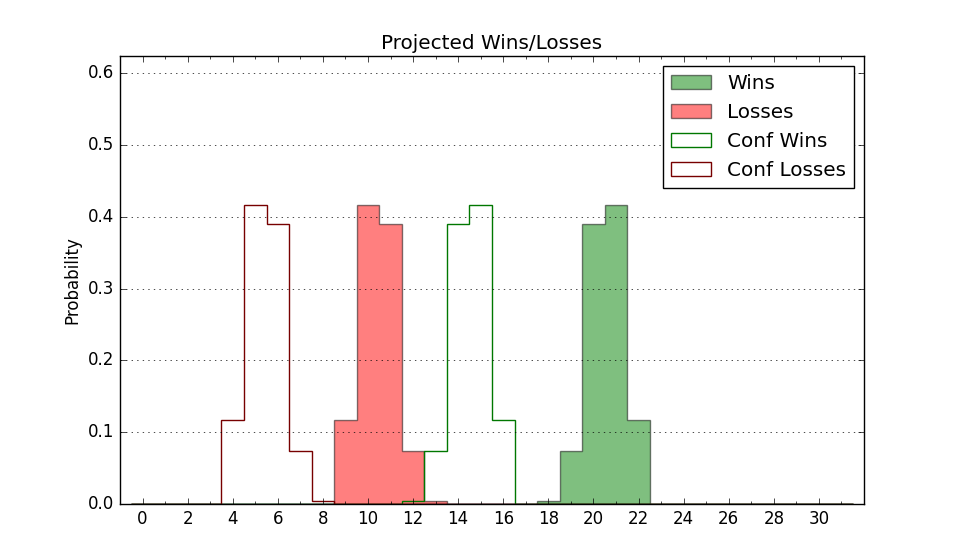 Projected Wins/Losses
Probability
0.6
0.5
0.4
0.3
0.2
0.1
0.0
Wins
Losses
Conf Wins
Conf Losses
0 2 4 6 8 10 12 14 16 18 20 22 24 26 28 30